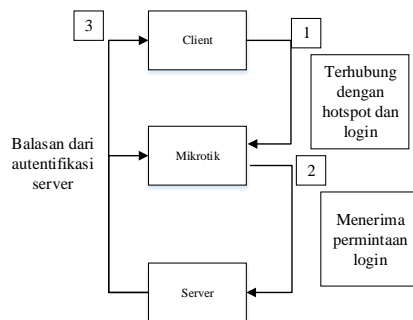 3
Client
1
Terhubung
dengan
hotspot dan
login
Balasan dari
autentifikasi
server
Mikrotik
2
Menerima
permintaan
login
Server